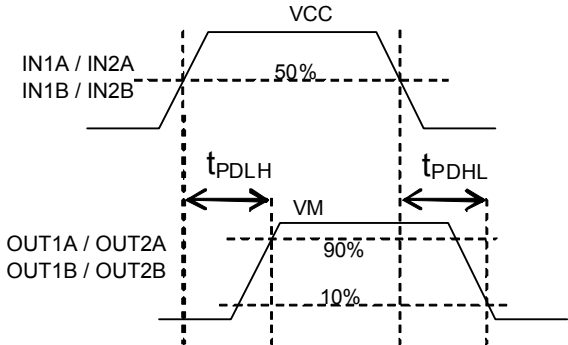 VCC
IN1A / IN2A
IN1B / IN2B
50%
tPDLH
tPDHL
VM
OUT1A / OUT2A
OUT1B / OUT2B
90%
10%